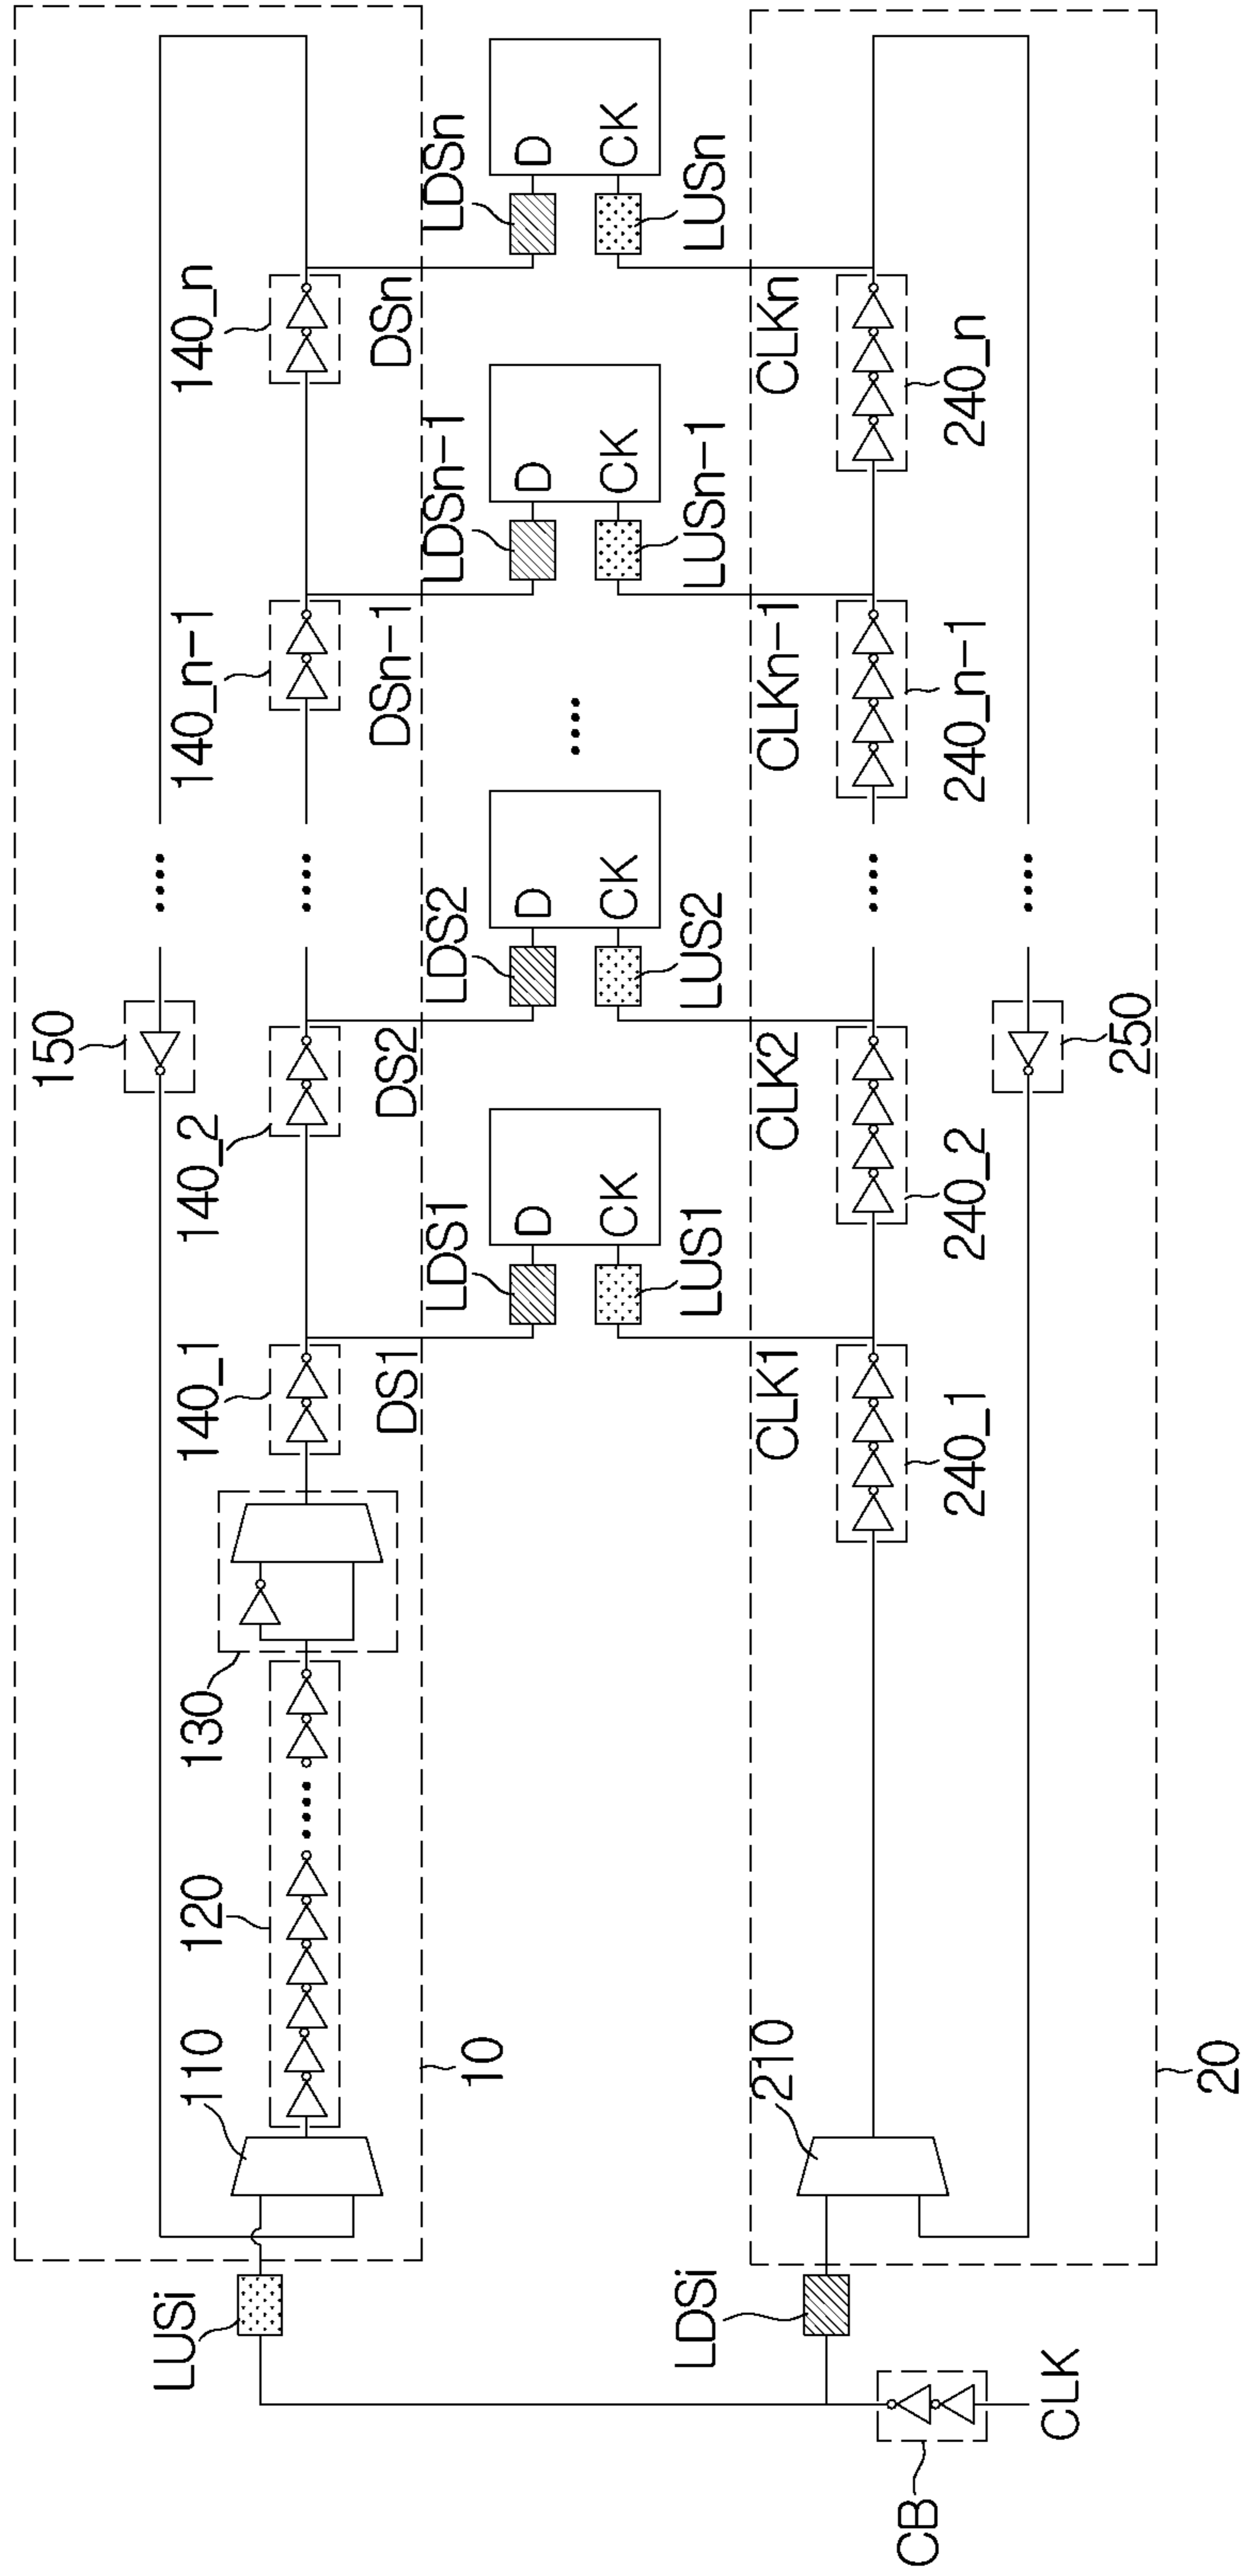 150
140_1
140_2
140_n-1
140_n
110
120
130
DS1
DS2
DSn-1
DSn
10
LUSi
LDS1
LDS2
LDSn-1
LDSn
D
D
D
D
CK
CK
CK
CK
LUS1
LUS2
LUSn-1
LUSn
LDSi
210
CLK1
CLK2
CLKn-1
CLKn
240_1
240_2
240_n-1
240_n
CB
CLK
250
20